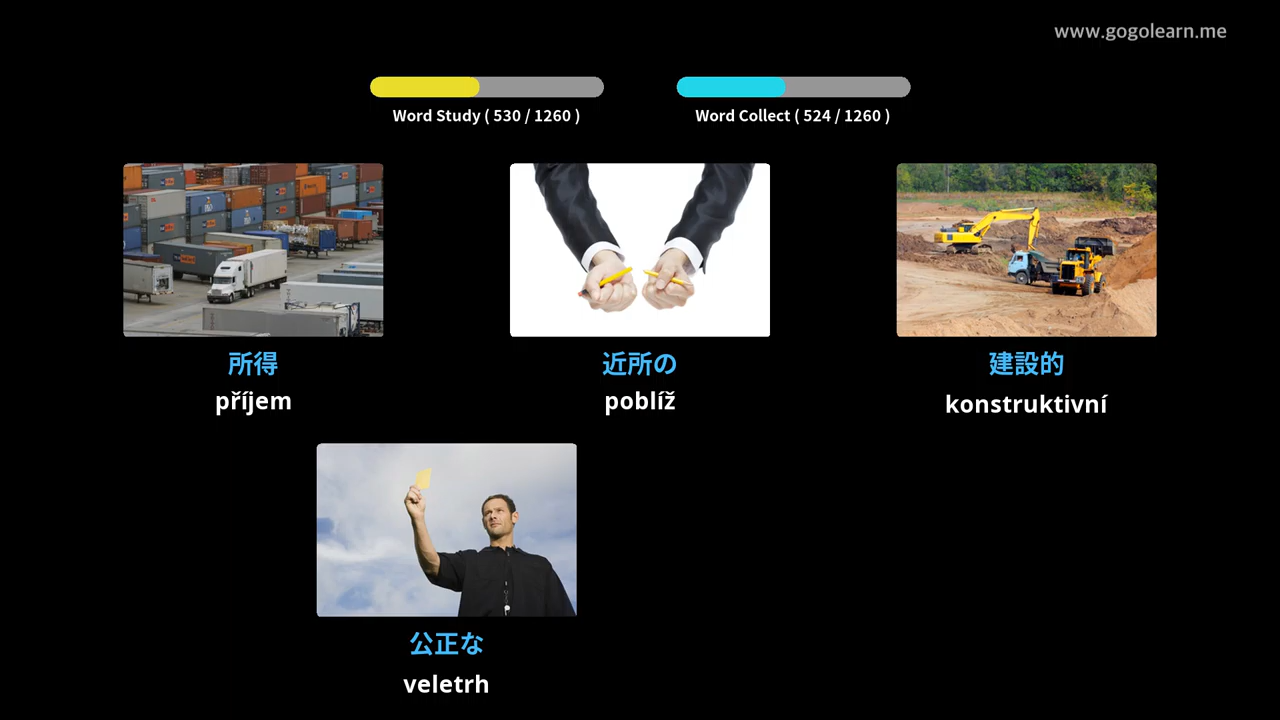 www.gogolearn.me
Word Study ( 530 / 1260 )
Word Collect ( 524 / 1260 )
所得
příjem
近所の
poblíž
建設的
konstruktivní
公正な
veletrh